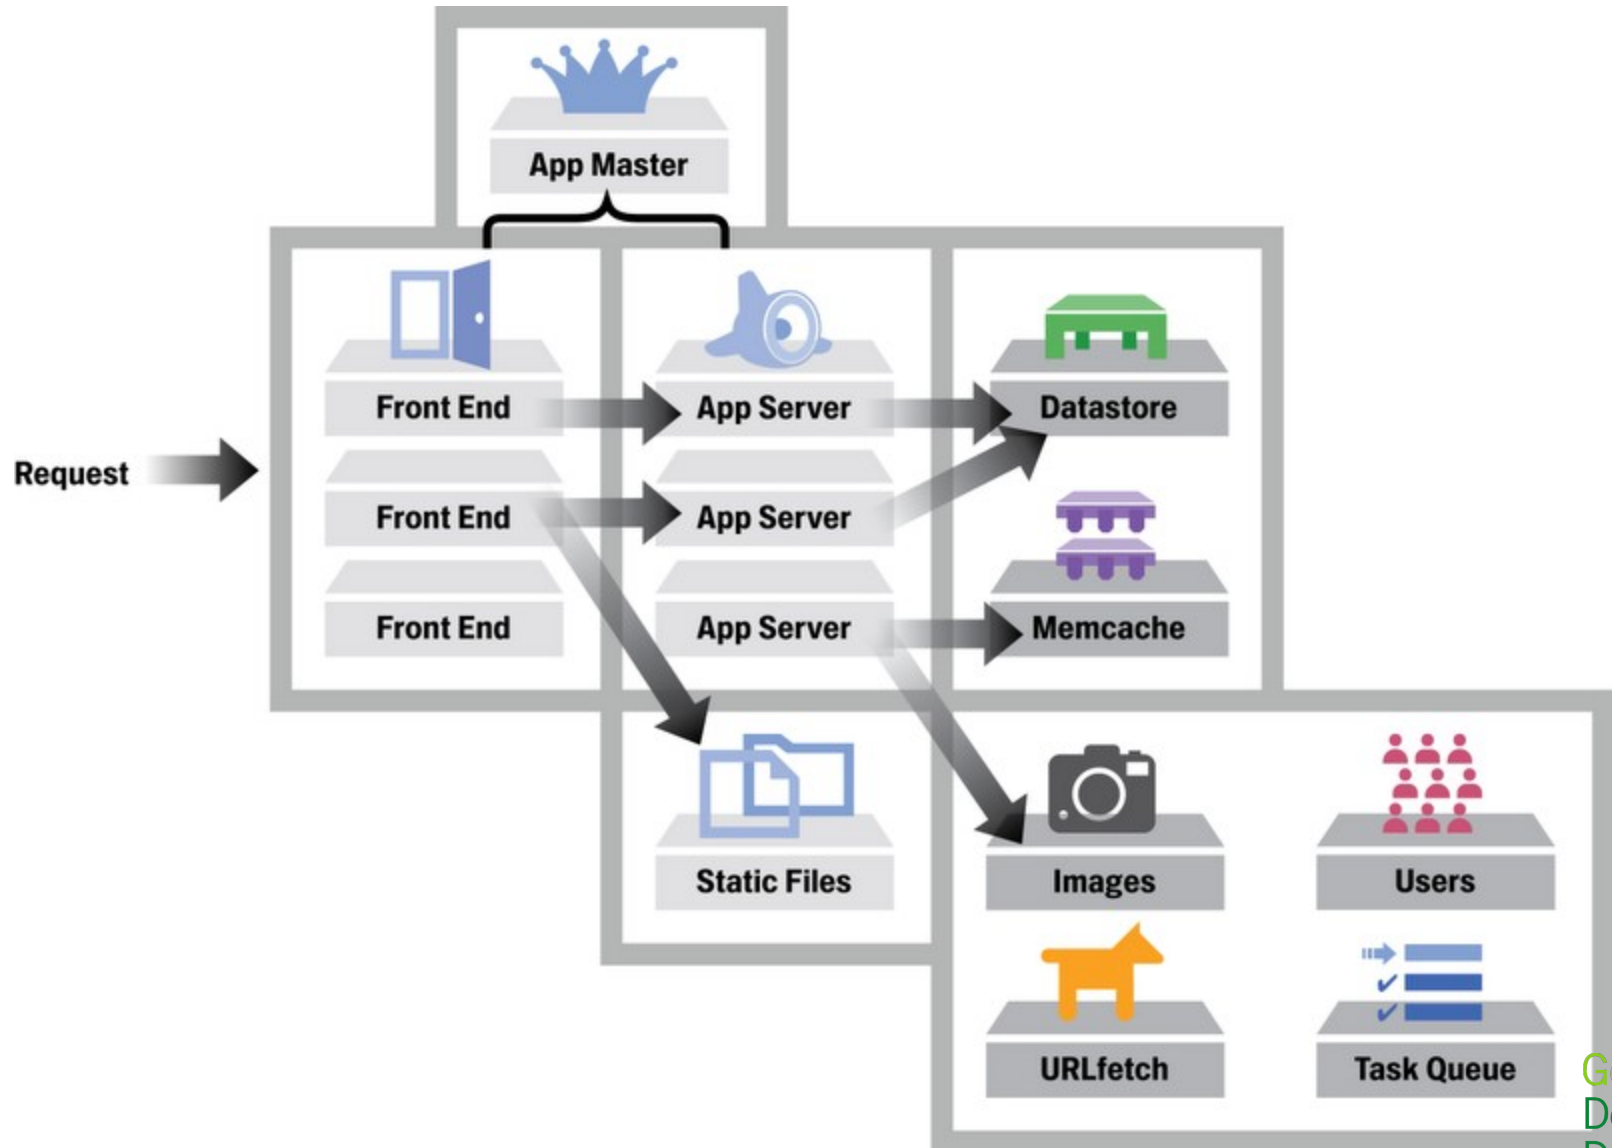 App Master
Request
Front End
App Server
Datastore
Front End
App Server
Front End
App Server
Memcache
Static Files
Images
Users
URLfetch
Task Queue